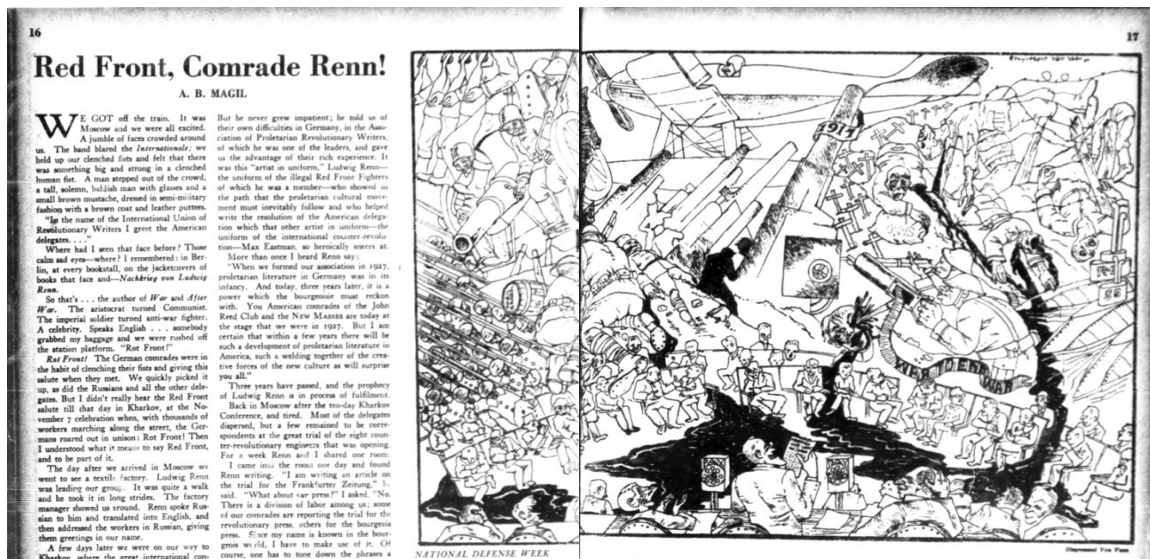 16
Red Front, Comrade Renn!
A. B. MAGIL
WE GOT off the train. It was
Moscow and we were all excited.
A jumble of faces crowded around
us. The band blared the Internationale; we
held up our clenched fists and felt that there
was something big and strong in a clenched
human fist. A man stepped out of the crowd,
a tall, solemn, baldish man with glasses and a
small brown mustache, dressed in semi-military
fashion with a brown coat and leather puttees.
"In the name of the International Union of
Revolutionary Writers I greet the American
delegates. . . ."
Where had I seen that face before? Those
calm sad eyes—where? I remembered: in Ber-
lin, at every bookstall, on the jacketcovers of
books that face and—Nachkrieg von Ludwig
Renn.
So that's . . . the author of War and After
War. The aristocrat turned Communist.
The imperial soldier turned anti-war fighter.
A celebrity. Speaks English . . . somebody
grabbed my baggage and we were rushed off
the station platform. "Rot Front!"
Rot Front! The German comrades were in
the habit of clenching their fists and giving this
salute when they met. We quickly picked it
up, as did the Russians and all the other dele-
gates. But I didn't really hear the Red Front
salute till that day in Kharkov, at the No-
vember 7 celebration when, with thousands of
workers marching along the street, the Ger-
mans roared out in unison: Rot Front! Then
I understood what it means to say Red Front,
and to be part of it.
The day after we arrived in Moscow we
went to see a textile factory. Ludwig Renn
was leading our group. It was quite a walk
and he took it in long strides. The factory
manager showed us around. Renn spoke Rus-
sian to him and translated into English, and
then addressed the workers in Russian, giving
them greetings in our name.
A few days later we were on our way to
Kharkov, where the great international con-
But he never grew impatient; he told us of
their own difficulties in Germany, in the Asso-
ciation of Proletarian Revolutionary Writers,
of which he was one of the leaders, and gave
us the advantage of their rich experience. It
was this "artist in uniform," Ludwig Renn—
the uniform of the illegal Red Front Fighters
of which he was a member—who showed us
the path that the proletarian cultural move-
ment must inevitably follow and who helped
write the resolution of the American delega-
tion which that other artist in uniform—the
uniform of the international counter-revolu-
tion—Max Eastman, so heroically sneers at.
More than once I heard Renn say:
"When we formed our association in 1927,
proletarian literature in Germany was in its
infancy. And today, three years later, it is a
power which the bourgeoisie must reckon
with. You American comrades of the John
Reed Club and the NEW MASSES are today at
the stage that we were in 1927. But I am
certain that within a few years there will be
such a development of proletarian literature in
America, such a welding together of the crea-
tive forces of the new culture as will surprise
you all."
Three years have passed, and the prophecy
of Ludwig Renn is in process of fulfilment.
Back in Moscow after the ten-day Kharkov
Conference, and tired. Most of the delegates
dispersed, but a few remained to be corre-
spondents at the great trial of the eight coun-
ter-revolutionary engineers that was opening.
For a week Renn and I shared one room.
I came into the room one day and found
Renn writing. "I am writing an article on
the trial for the Frankfurter Zeitung," he
said. "What about our press?" I asked. "No.
There is a division of labor among us; some
of our comrades are reporting the trial for the
revolutionary press, others for the bourgeois
press. Since my name is known in the bour-
geois world, I have to make use of it. Of
course, one has to tone down the phrases a
NATIONAL DEFENSE WEEK
17
1917
WAR DER WAR